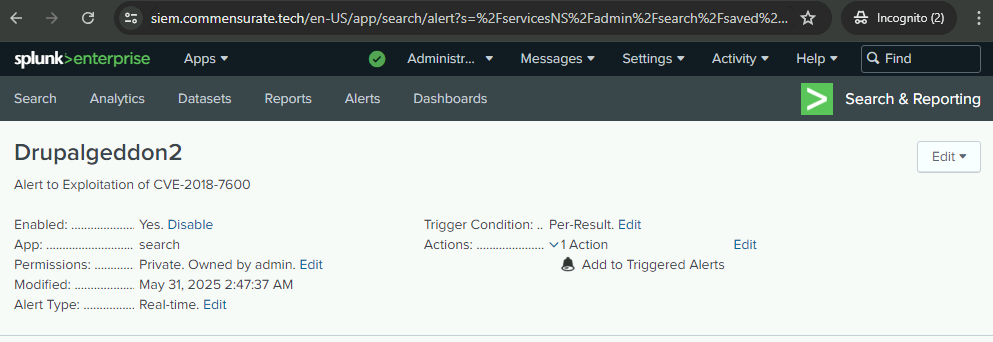 siem.commensurate.tech/en-US/app/search/alert?s=%2FservicesNS%2Fadmin%2Fsearch%2Fsaved%2... Incognito (2)
splunk>enterprise Apps ▾ Administr... ▾ Messages ▾ Settings ▾ Activity ▾ Help ▾ Find
Search Analytics Datasets Reports Alerts Dashboards > Search & Reporting
Drupalgeddon2 Edit ▾
Alert to Exploitation of CVE-2018-7600
Enabled: .................... Yes. Disable Trigger Condition: .. Per-Result. Edit
App: ........................... search Actions: ..................... 1 Action Edit
Permissions: ............ Private. Owned by admin. Edit Add to Triggered Alerts
Modified: ................... May 31, 2025 2:47:37 AM
Alert Type: ................ Real-time. Edit